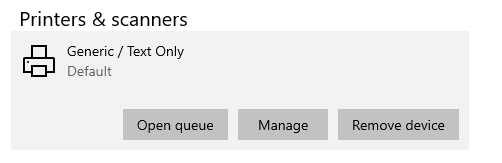 Printers & scanners
Generic / Text Only
Default
Open queue Manage Remove device